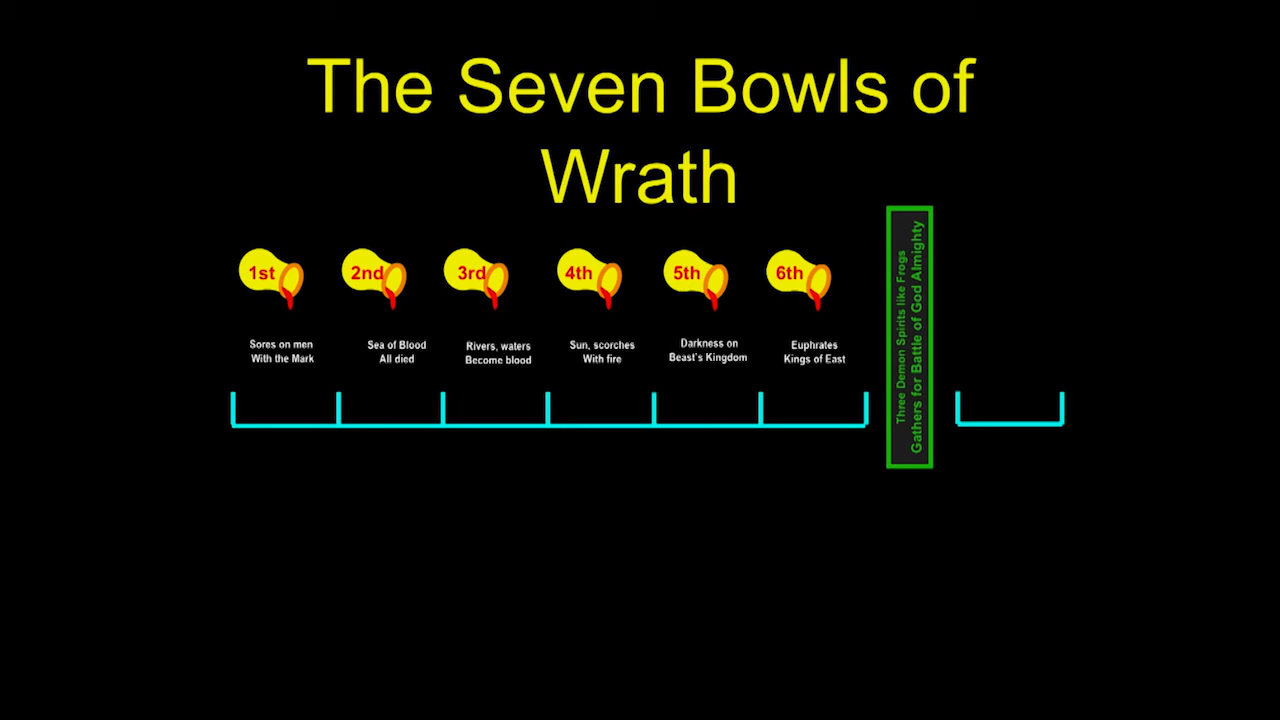 The Seven Bowls of
Wrath
1st
2nd
3rd
4th
5th
6th
Sores on men
With the Mark
Sea of Blood
All died
Rivers, waters
Become blood
Sun, scorches
With fire
Darkness on
Beast's Kingdom
Euphrates
Kings of East
Three Demon Spirits like Frogs
Gathers for Battle of God Almighty